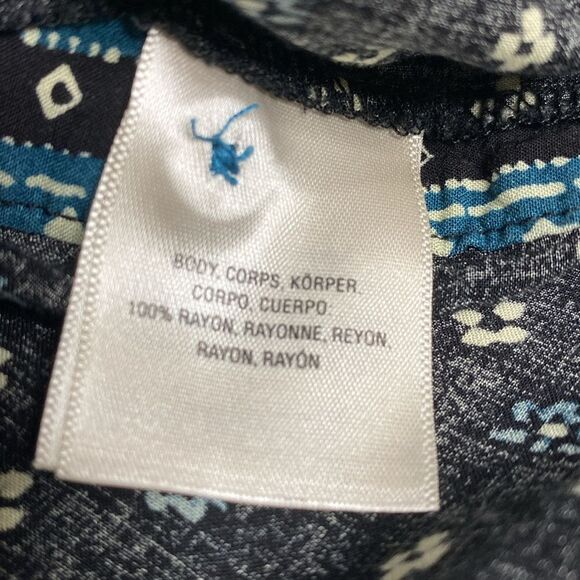 BODY, CORPS, KÖRPER
CORPO, CUERPO
100% RAYON, RAYONNE, REYON,
RAYON, RAYÓN